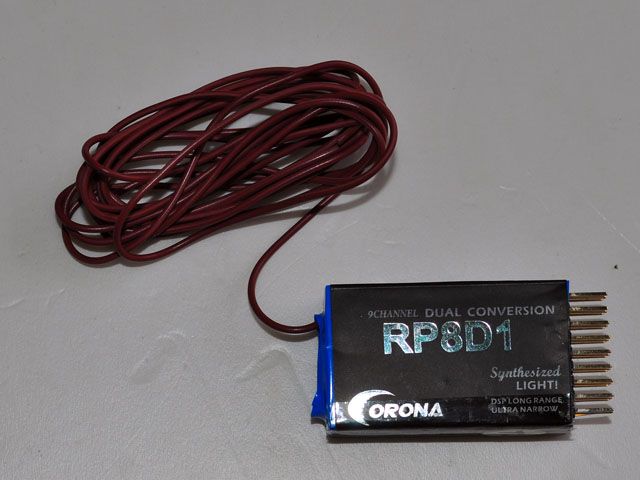 9CHANNEL DUAL CONVERSION
RP8D1
Synthesized
LIGHT!
CORONA
DSP LONG RANGE
ULTRA NARROW